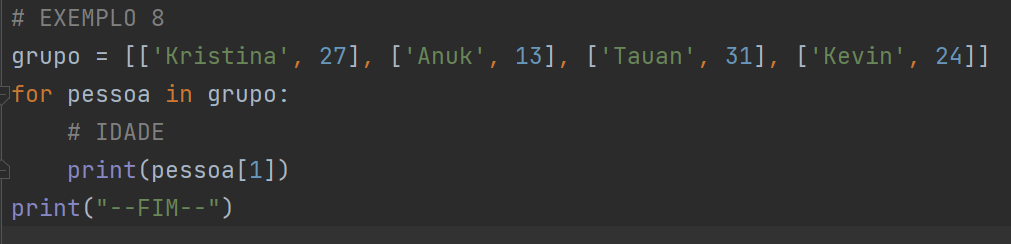 # EXEMPLO 8
grupo = [['Kristina', 27], ['Anuk', 13], ['Tauan', 31], ['Kevin', 24]]
for pessoa in grupo:
    # IDADE
    print(pessoa[1])
print("--FIM--")